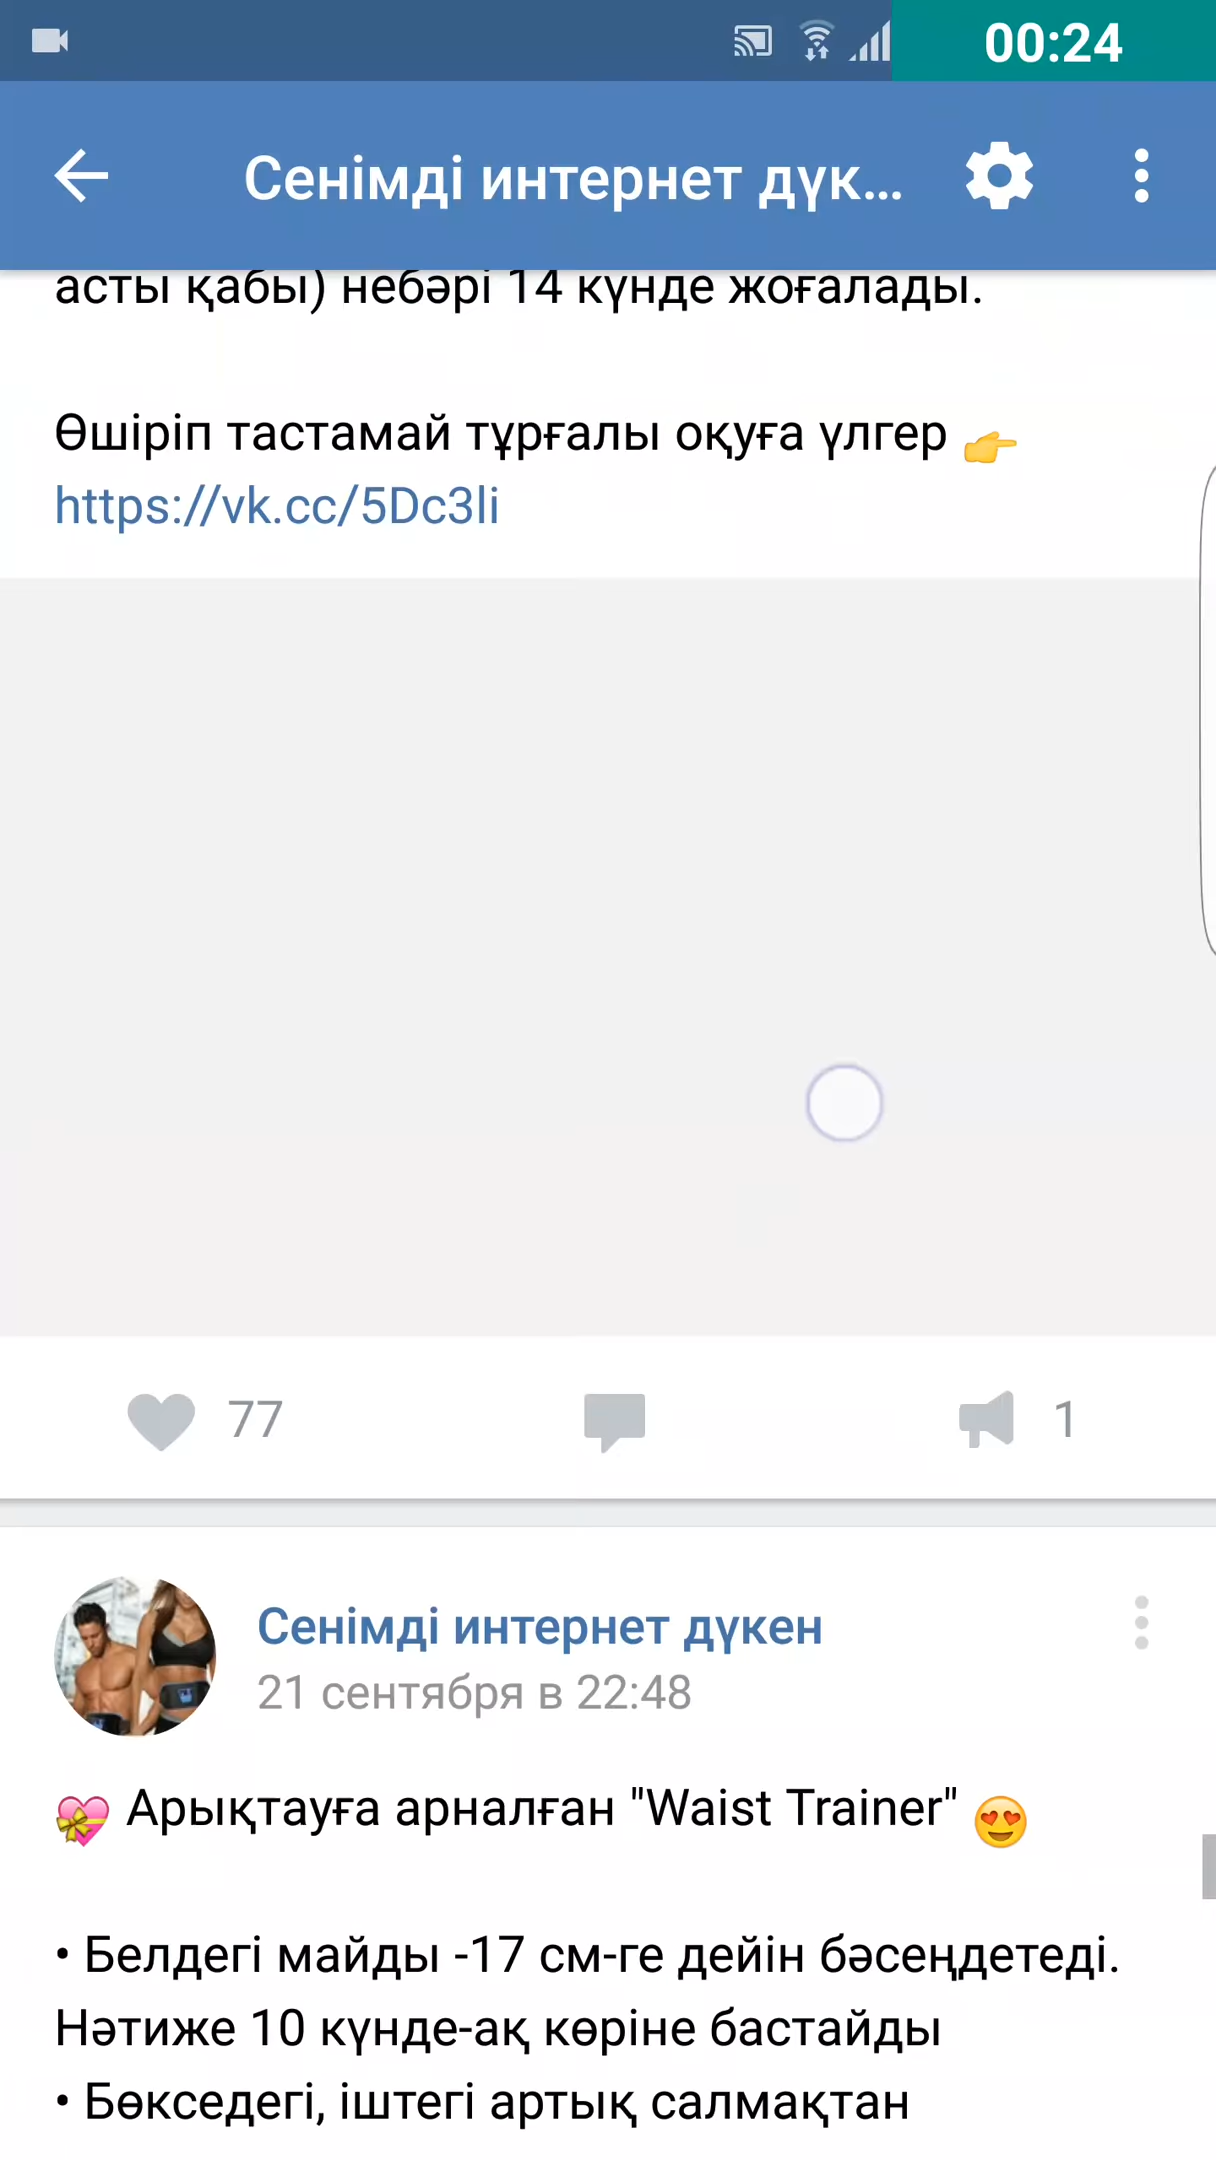 00:24
Сенімді интернет дүк...
асты қабы) небәрі 14 күнде жоғалады.
Өшіріп тастамай тұрғалы оқуға үлгер 👉
https://vk.cc/5Dc3li
77
1
Сенімді интернет дүкен
21 сентября в 22:48
💝 Арықтауға арналған "Waist Trainer" 😍
• Белдегі майды -17 см-ге дейін бәсеңдетеді.
Нәтиже 10 күнде-ақ көріне бастайды
• Бөкседегі, іштегі артық салмақтан